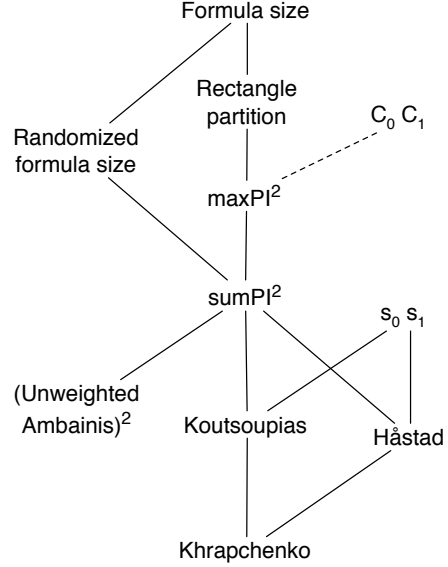 Formula size
Rectangle
partition
C₀ C₁
Randomized
formula size
maxPI²
sumPI²
s₀ s₁
(Unweighted
Ambainis)²
Koutsoupias
Håstad
Khrapchenko